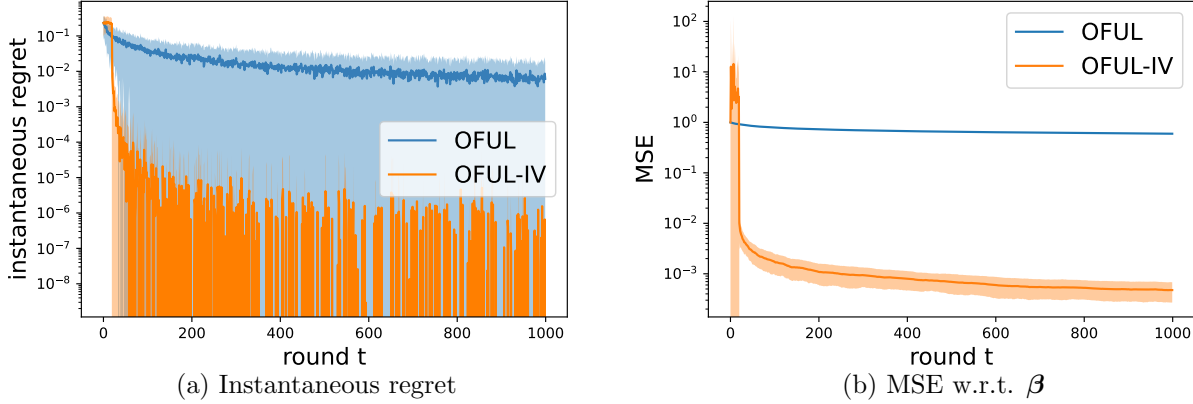 instantaneous regret
10⁻¹
10⁻²
10⁻³
10⁻⁴
10⁻⁵
10⁻⁶
10⁻⁷
10⁻⁸
OFUL
OFUL-IV
0 200 400 600 800 1000
round t
(a) Instantaneous regret
MSE
10²
10¹
10⁰
10⁻¹
10⁻²
10⁻³
OFUL
OFUL-IV
0 200 400 600 800 1000
round t
(b) MSE w.r.t. β